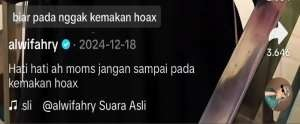 biar pada nggak kemakan hoax
alwifahry · 2024-12-18
3.646
Hati hati ah moms jangan sampai pada
kemakan hoax
♫ sli @alwifahry Suara Asli